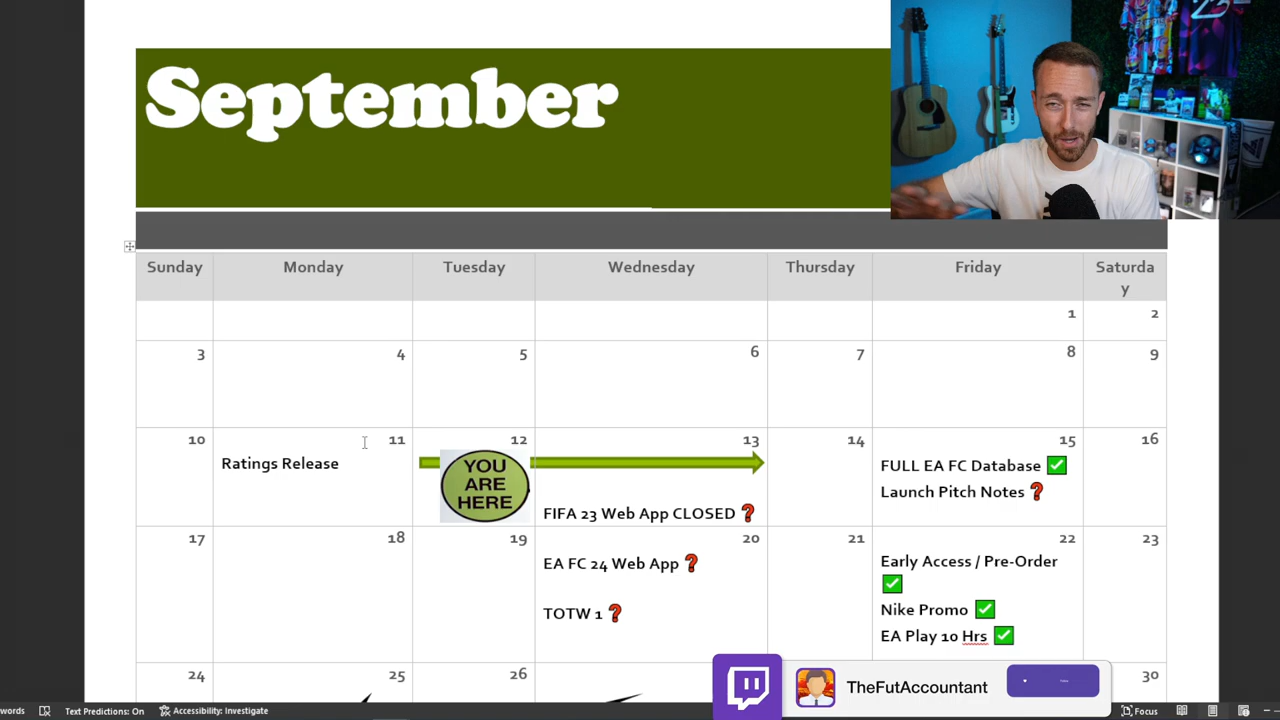 September
Sunday Monday Tuesday Wednesday Thursday Friday Saturda
y
1 2
3 4 5 6 7 8 9
10 11 12 13 14 15 16
Ratings Release
YOU
ARE
HERE
FULL EA FC Database ✅
Launch Pitch Notes ❓
FIFA 23 Web App CLOSED ❓
17 18 19 20 21 22 23
EA FC 24 Web App ❓
TOTW 1 ❓
Early Access / Pre-Order
✅
Nike Promo ✅
EA Play 10 Hrs ✅
24 25 26 30
TheFutAccountant
words Text Predictions: On Accessibility: Investigate Focus